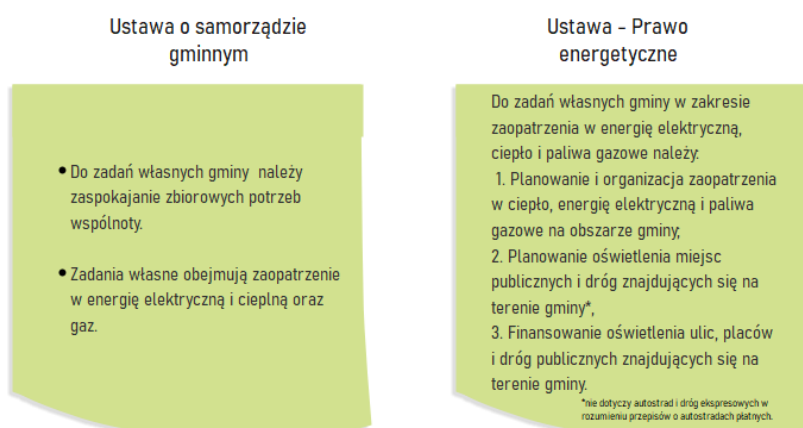 Ustawa o samorządzie
gminnym
• Do zadań własnych gminy należy
zaspokajanie zbiorowych potrzeb
wspólnoty.
• Zadania własne obejmują zaopatrzenie
w energię elektryczną i cieplną oraz
gaz.
Ustawa - Prawo
energetyczne
Do zadań własnych gminy w zakresie
zaopatrzenia w energię elektryczną,
ciepło i paliwa gazowe należy:
1. Planowanie i organizacja zaopatrzenia
w ciepło, energię elektryczną i paliwa
gazowe na obszarze gminy;
2. Planowanie oświetlenia miejsc
publicznych i dróg znajdujących się na
terenie gminy*,
3. Finansowanie oświetlenia ulic, placów
i dróg publicznych znajdujących się na
terenie gminy.
*nie dotyczy autostrad i dróg ekspresowych w
rozumieniu przepisów o autostradach płatnych.